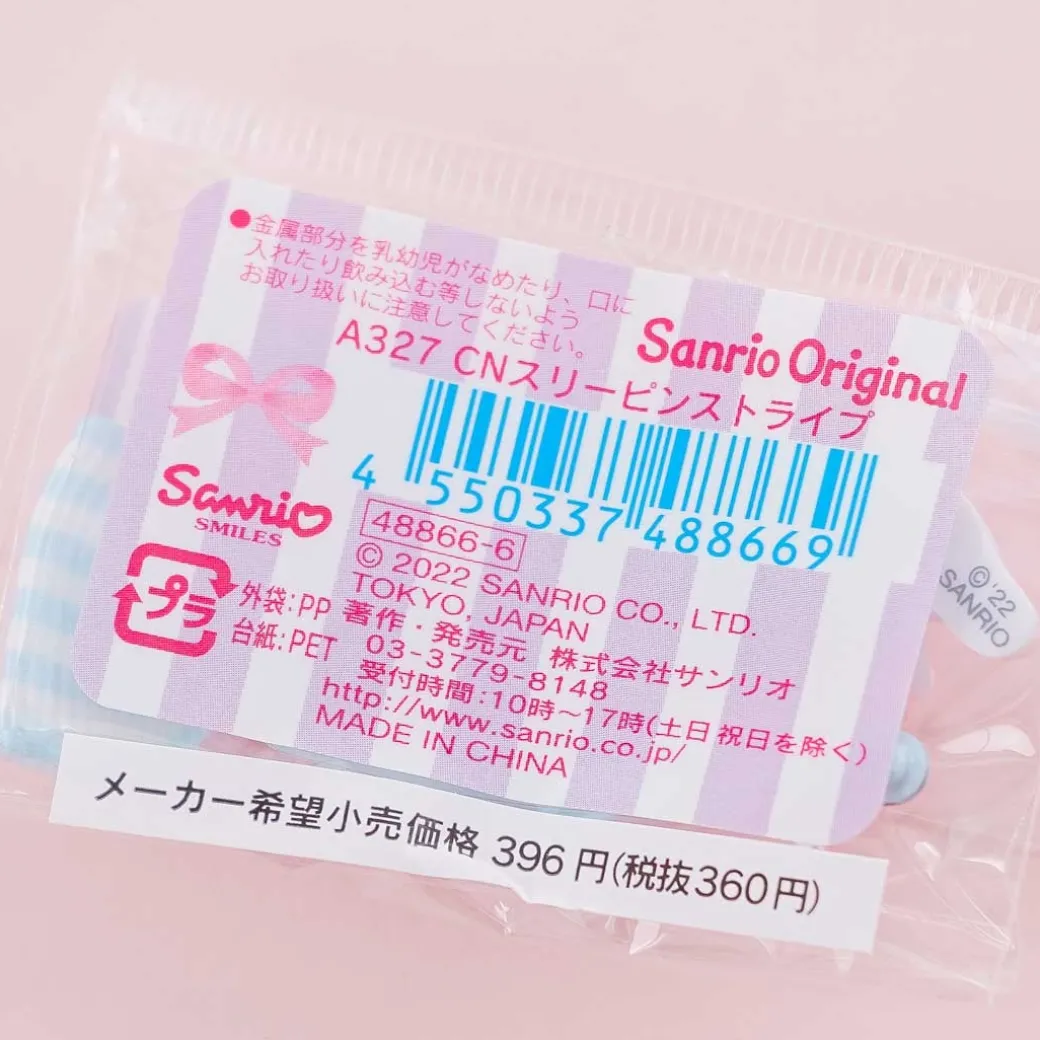 ●金属部分を乳幼児がなめたり、口に
入れたり飲み込む等しないよう
お取り扱いに注意してください。
Sanrio Original
A327 CNスリーピンストライプ
4 550337 488669
Sanrio
SMILES
48866-6
© 2022 SANRIO CO., LTD.
TOKYO, JAPAN
プラ
外袋:PP
台紙:PET
著作・発売元 株式会社サンリオ
03-3779-8148
受付時間:10時〜17時(土日祝日を除く)
http://www.sanrio.co.jp/
MADE IN CHINA
©'22
SANRIO
メーカー希望小売価格 396円(税抜360円)